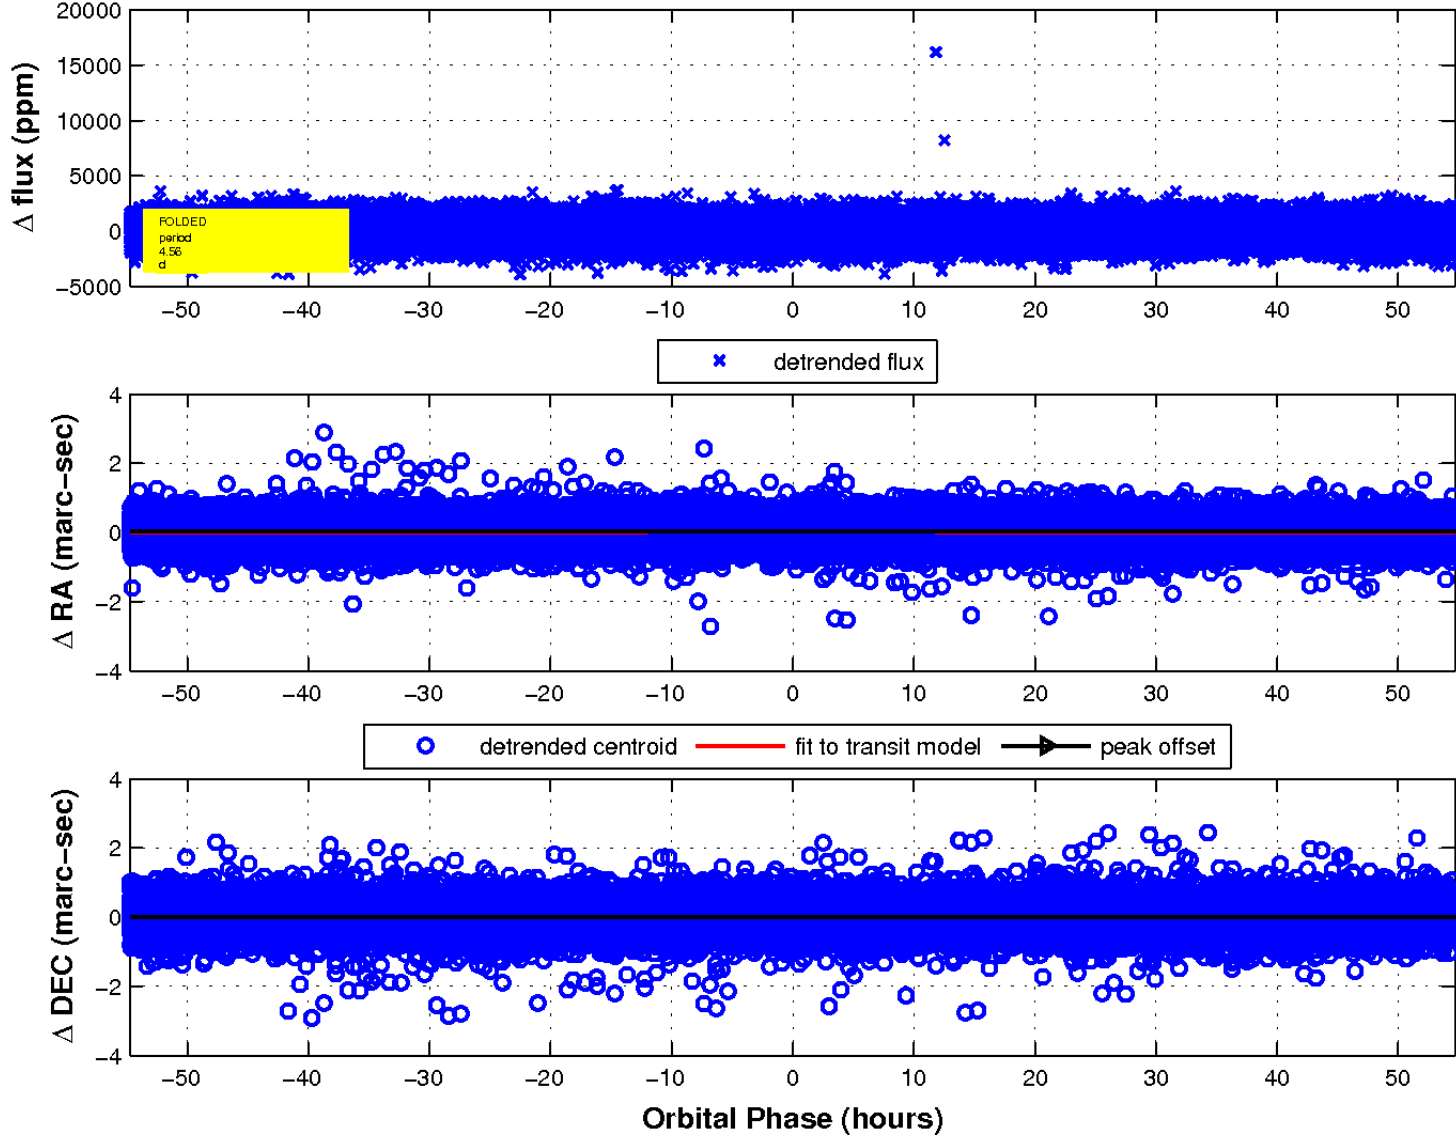 20000
15000
10000
5000
0
−5000
Δ flux (ppm)
FOLDED
period
4.56
d
−50 −40 −30 −20 −10 0 10 20 30 40 50
detrended flux
4
2
0
−2
−4
Δ RA (marc−sec)
−50 −40 −30 −20 −10 0 10 20 30 40 50
detrended centroid fit to transit model peak offset
4
2
0
−2
−4
Δ DEC (marc−sec)
−50 −40 −30 −20 −10 0 10 20 30 40 50
Orbital Phase (hours)